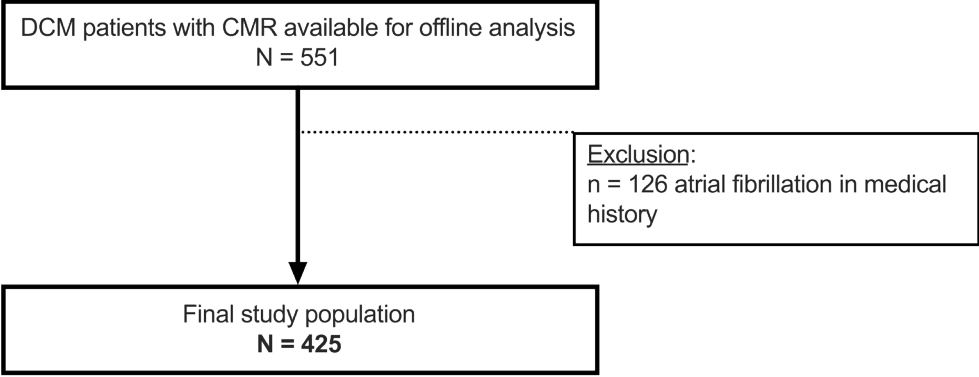 DCM patients with CMR available for offline analysis
N = 551
Exclusion:
n = 126 atrial fibrillation in medical
history
Final study population
N = 425